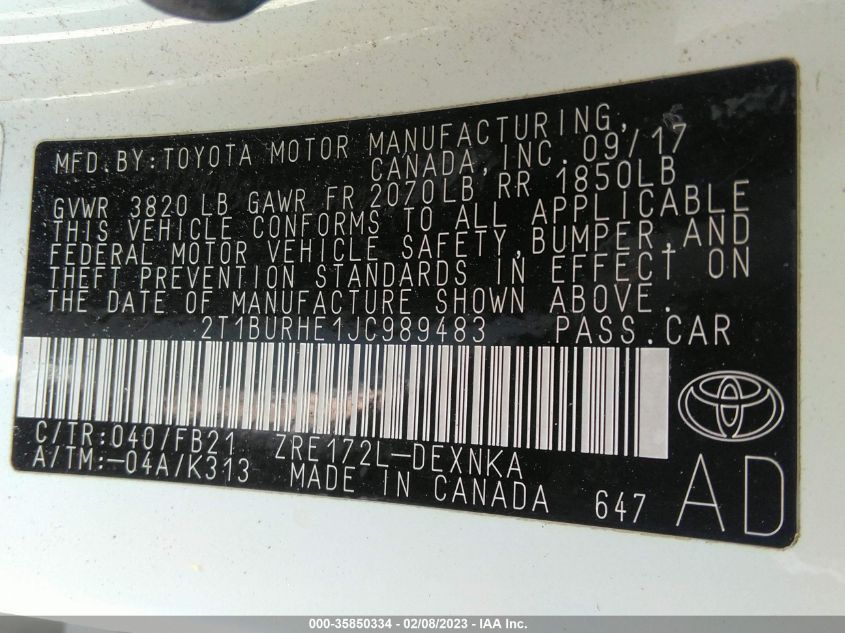 MFD.BY:TOYOTA MOTOR MANUFACTURING,
CANADA,INC. 09/17
GVWR 3820 LB GAWR FR 2070LB RR 1850LB
THIS VEHICLE CONFORMS TO ALL APPLICABLE
FEDERAL MOTOR VEHICLE SAFETY,BUMPER,AND
THEFT PREVENTION STANDARDS IN EFFECT ON
THE DATE OF MANUFACTURE SHOWN ABOVE.
2T1BURHE1JC989483 PASS.CAR
C/TR:040/FB21 ZRE172L-DEXNKA
A/TM:-04A/K313 MADE IN CANADA 647 AD
000-35850334 - 02/08/2023 - IAA Inc.